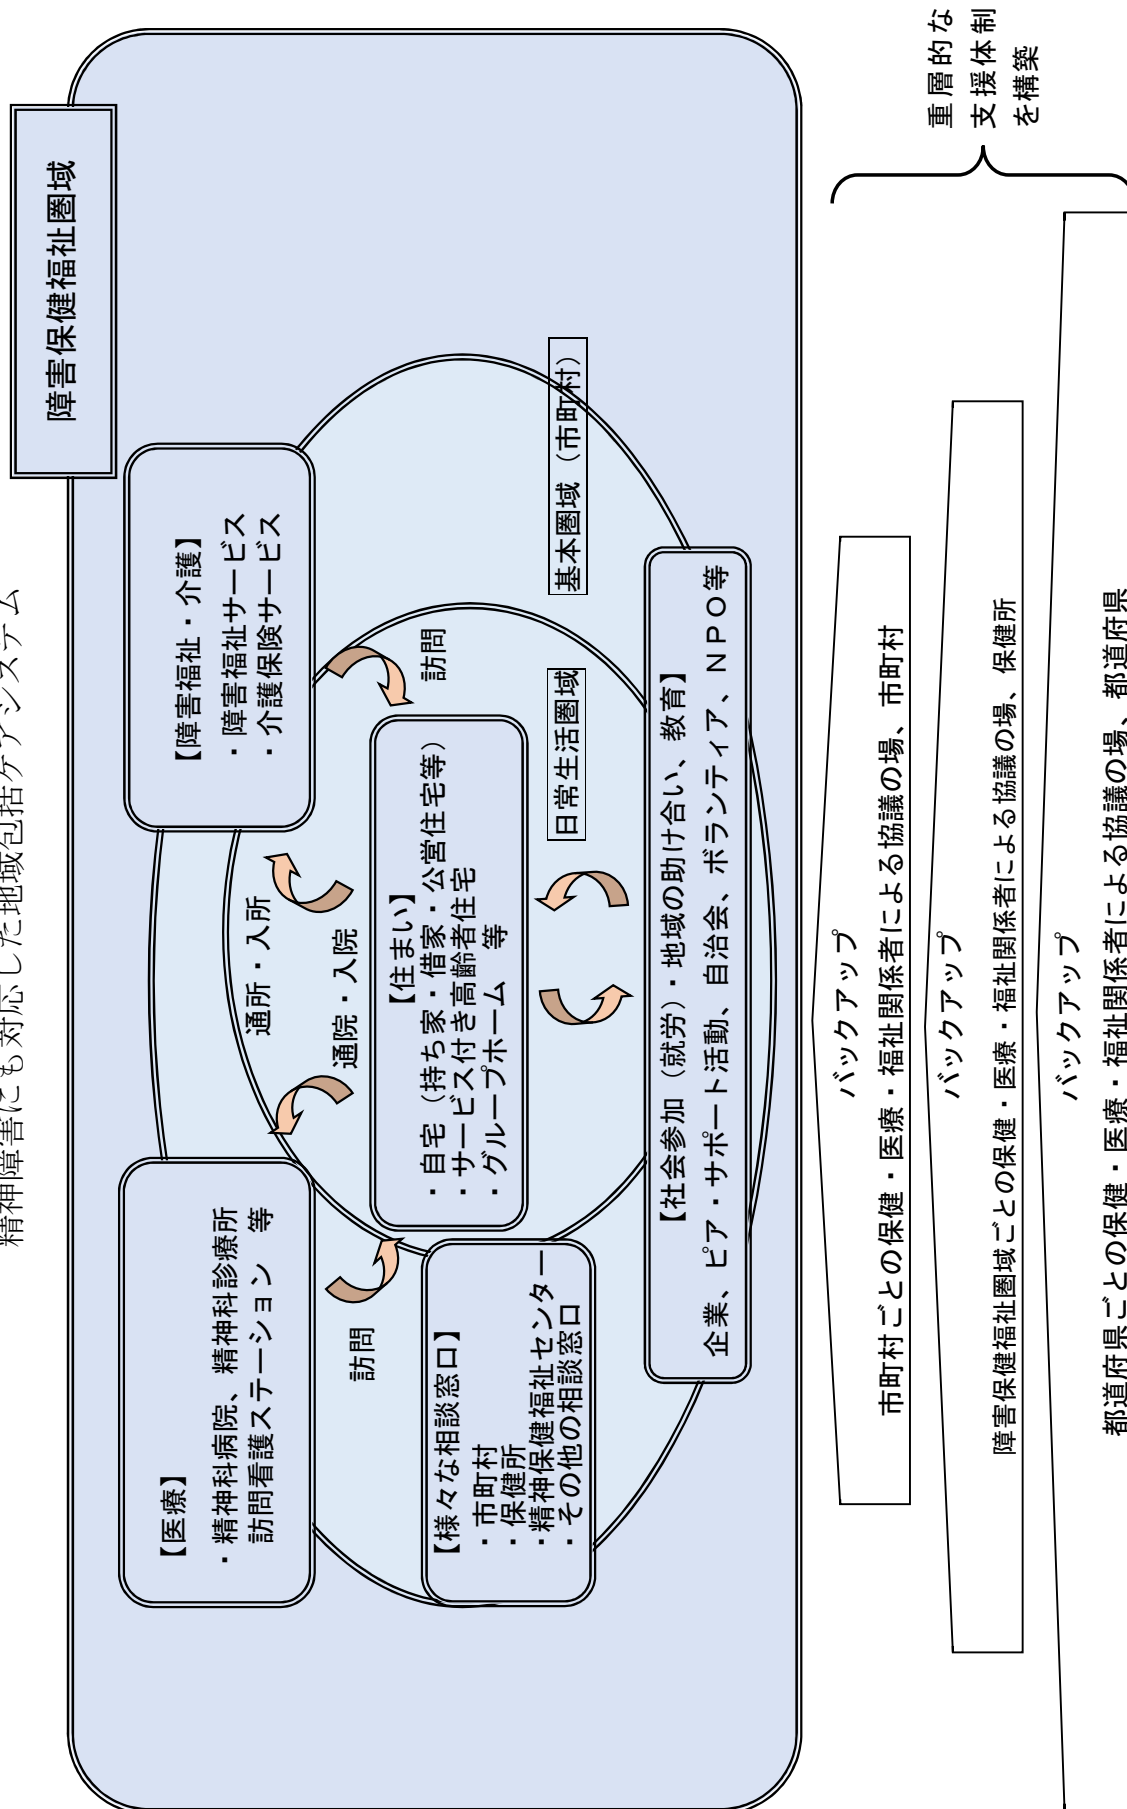 精神障害にも対応した地域包括ケアシステム
障害保健福祉圏域
【医療】
・精神科病院、精神科診療所
訪問看護ステーション　等
【障害福祉・介護】
・障害福祉サービス
・介護保険サービス
通所・入所
通院・入院
訪問
訪問
【住まい】
・自宅（持ち家・借家・公営住宅等）
・サービス付き高齢者住宅
・グループホーム　等
【様々な相談窓口】
・市町村
・保健所
・精神保健福祉センター
・その他の相談窓口
日常生活圏域
基本圏域（市町村）
【社会参加（就労）・地域の助け合い、教育】
企業、ピア・サポート活動、自治会、ボランティア、ＮＰＯ等
バックアップ
市町村ごとの保健・医療・福祉関係者による協議の場、市町村
バックアップ
障害保健福祉圏域ごとの保健・医療・福祉関係者による協議の場、保健所
バックアップ
都道府県ごとの保健・医療・福祉関係者による協議の場、都道府県
重層的な
支援体制
を構築